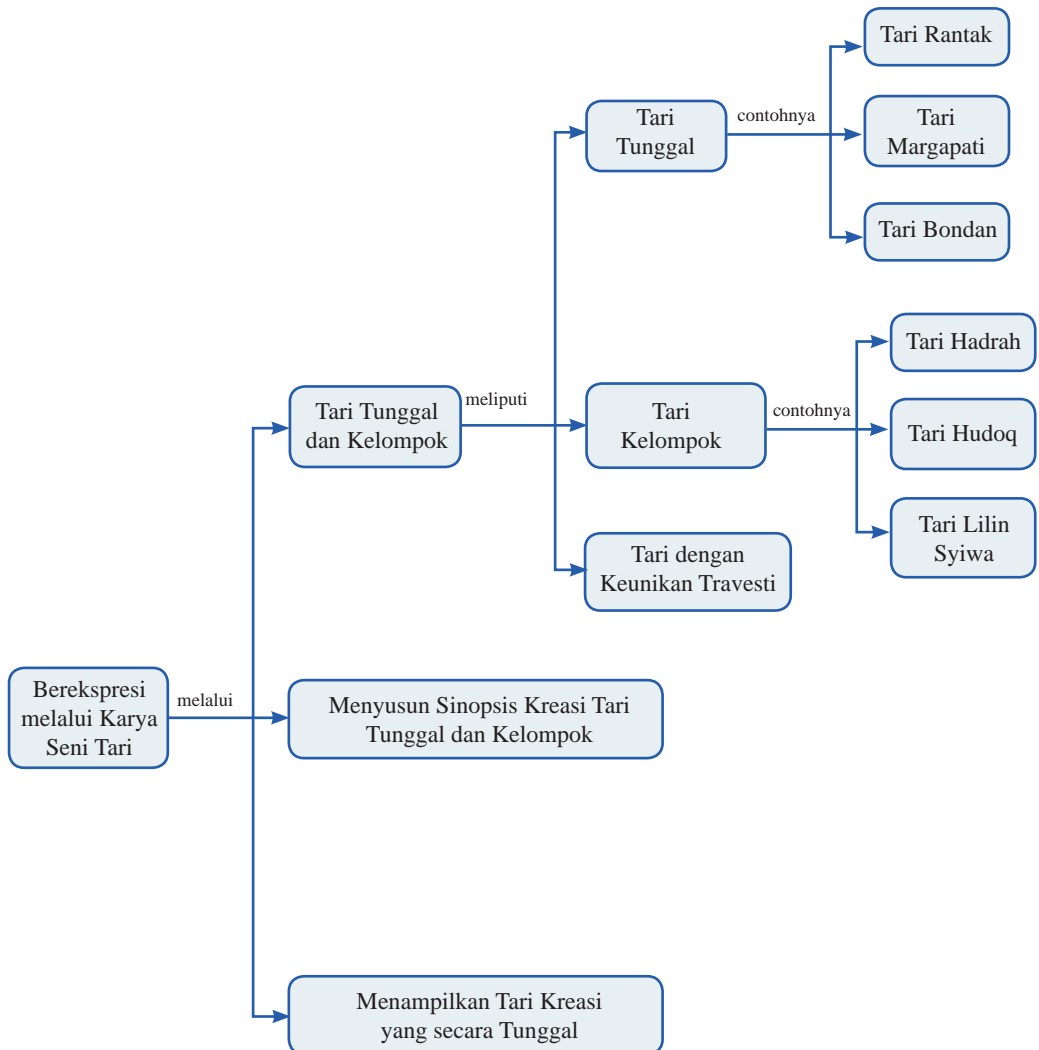 Tari Rantak
Tari
Tunggal
contohnya
Tari
Margapati
Tari Bondan
Tari Hadrah
Tari Tunggal
dan Kelompok
meliputi
Tari
Kelompok
contohnya
Tari Hudoq
Tari Lilin
Syiwa
Tari dengan
Keunikan Travesti
Berekspresi
melalui Karya
Seni Tari
melalui
Menyusun Sinopsis Kreasi Tari
Tunggal dan Kelompok
Menampilkan Tari Kreasi
yang secara Tunggal